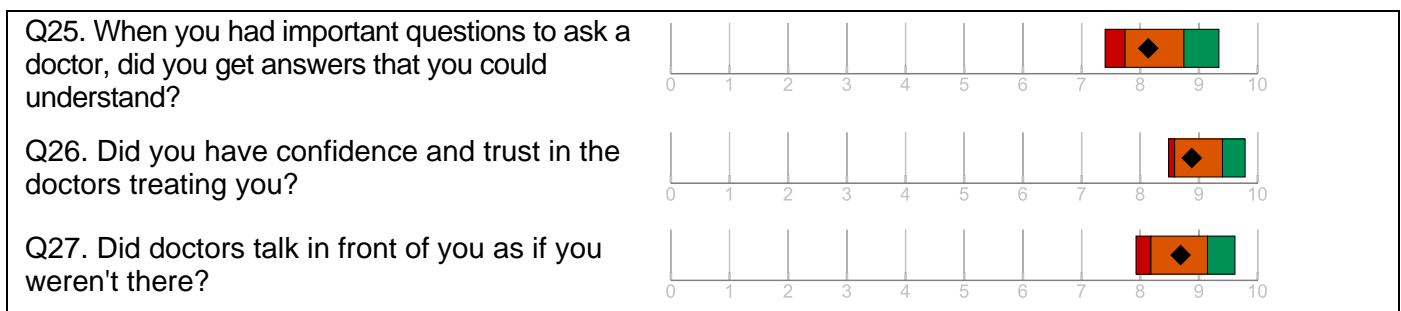 Q25. When you had important questions to ask a
doctor, did you get answers that you could
understand?
0 1 2 3 4 5 6 7 8 9 10
Q26. Did you have confidence and trust in the
doctors treating you?
0 1 2 3 4 5 6 7 8 9 10
Q27. Did doctors talk in front of you as if you
weren't there?
0 1 2 3 4 5 6 7 8 9 10